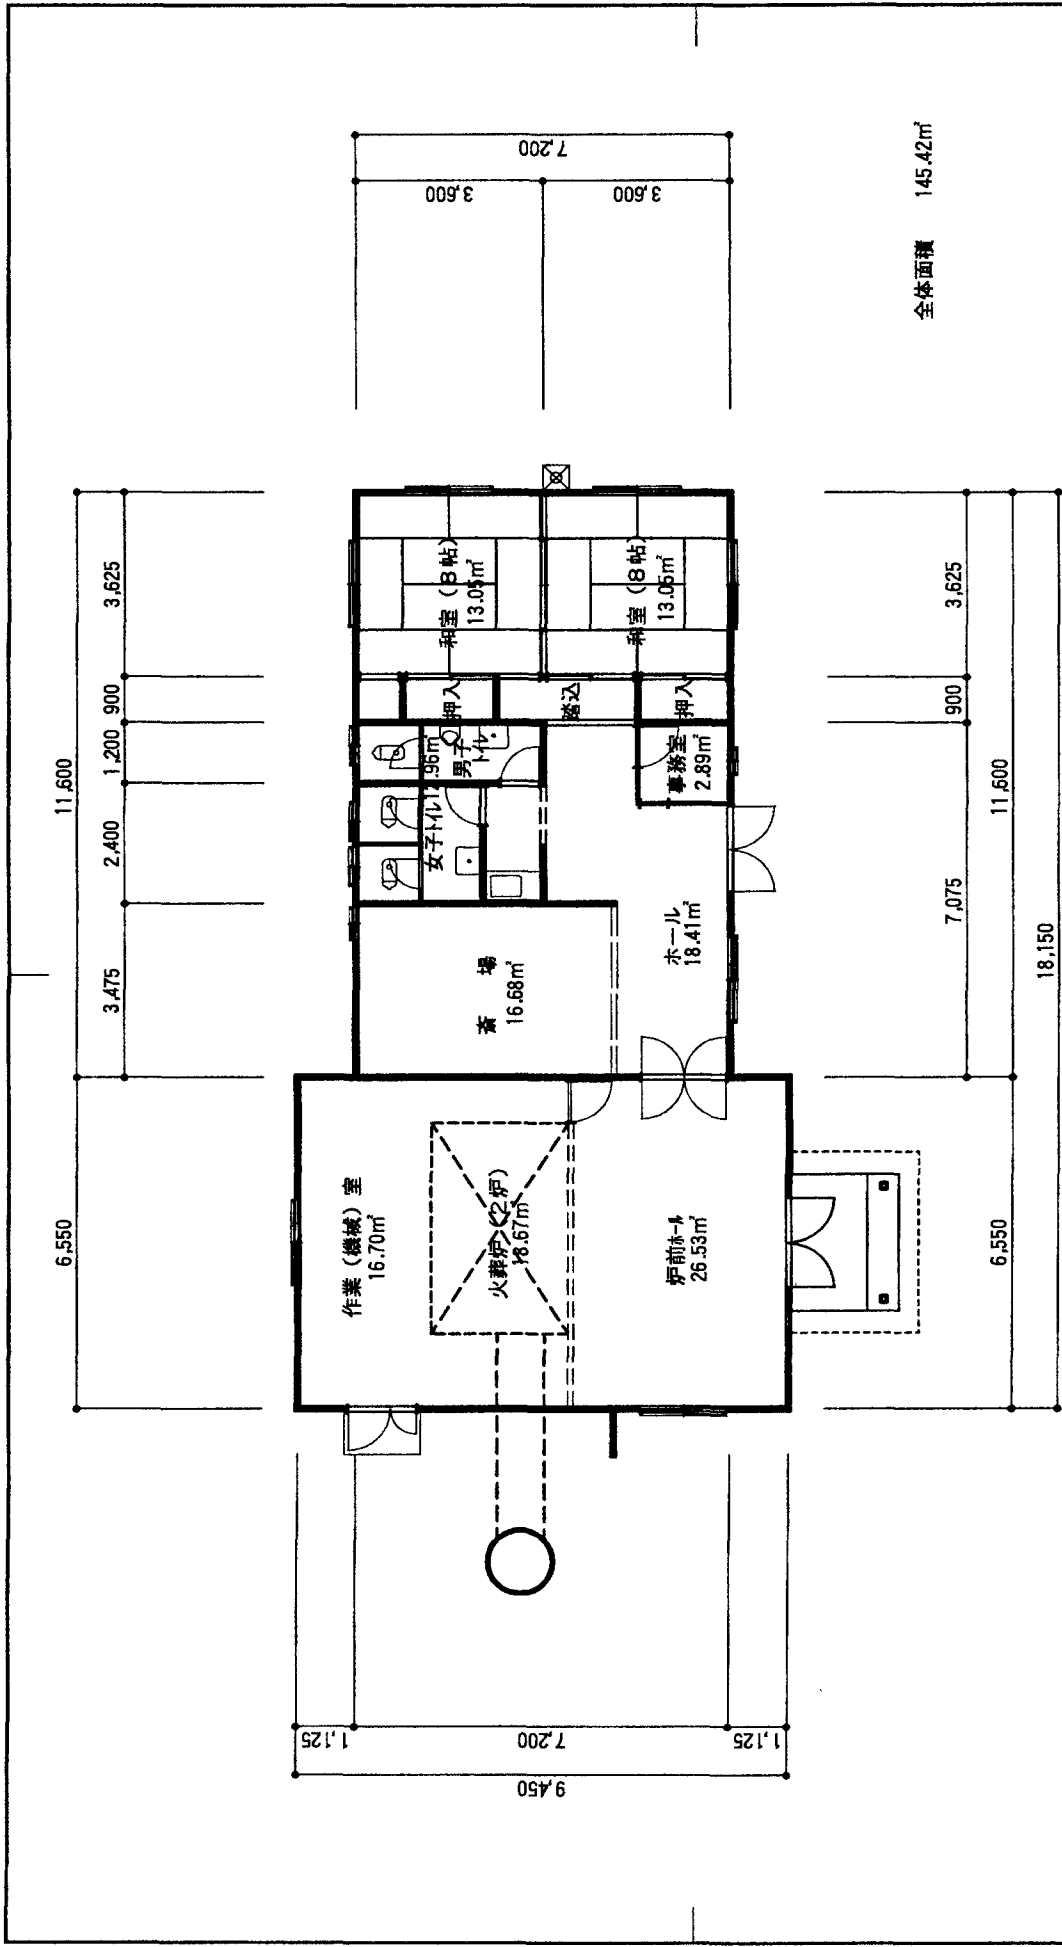 11,600
6,550
3,475
2,400
1,200
900
3,625
作業（機械）室
16.70㎡
火葬炉（2炉）
18.67㎡
炉前ホール
26.53㎡
斎　場
16.68㎡
ホール
18.41㎡
女子トイレ
男子
トイレ
押入
踏込
押入
事務室
2.89㎡
和室（8帖）
13.05㎡
和室（8帖）
13.05㎡
1,125
7,200
1,125
9,450
3,600
3,600
7,200
7,075
900
3,625
6,550
11,600
18,150
全体面積　145.42㎡